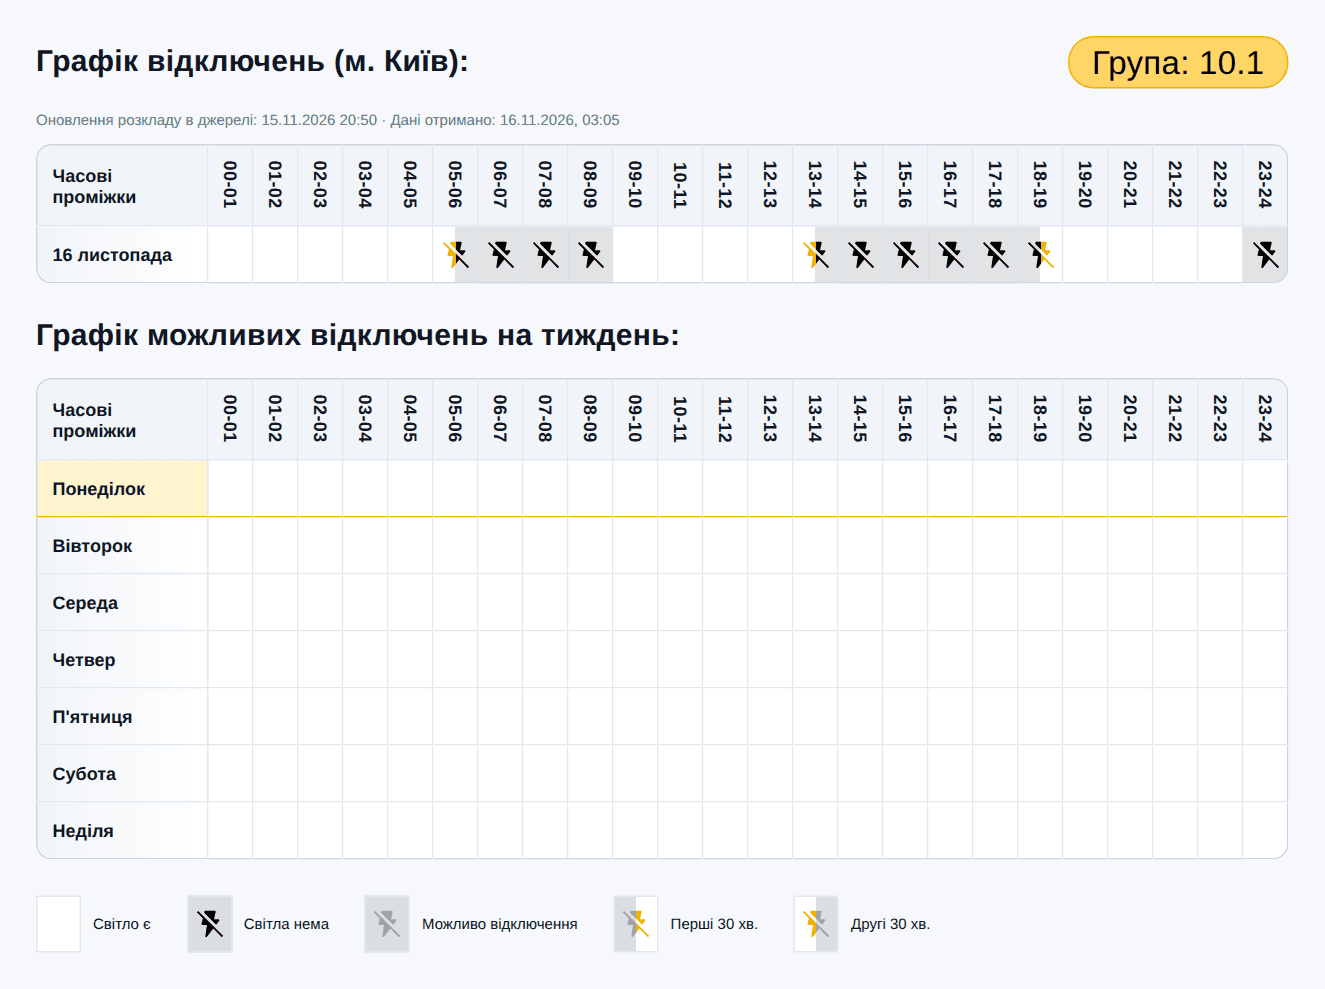 Графік відключень (м. Київ):
Група: 10.1
Оновлення розкладу в джерелі: 15.11.2026 20:50 · Дані отримано: 16.11.2026, 03:05
Часові проміжки 00-01 01-02 02-03 03-04 04-05 05-06 06-07 07-08 08-09 09-10 10-11 11-12 12-13 13-14 14-15 15-16 16-17 17-18 18-19 19-20 20-21 21-22 22-23 23-24
16 листопада
Графік можливих відключень на тиждень:
Часові проміжки 00-01 01-02 02-03 03-04 04-05 05-06 06-07 07-08 08-09 09-10 10-11 11-12 12-13 13-14 14-15 15-16 16-17 17-18 18-19 19-20 20-21 21-22 22-23 23-24
Понеділок
Вівторок
Середа
Четвер
П'ятниця
Субота
Неділя
Світло є Світла нема Можливо відключення Перші 30 хв. Другі 30 хв.